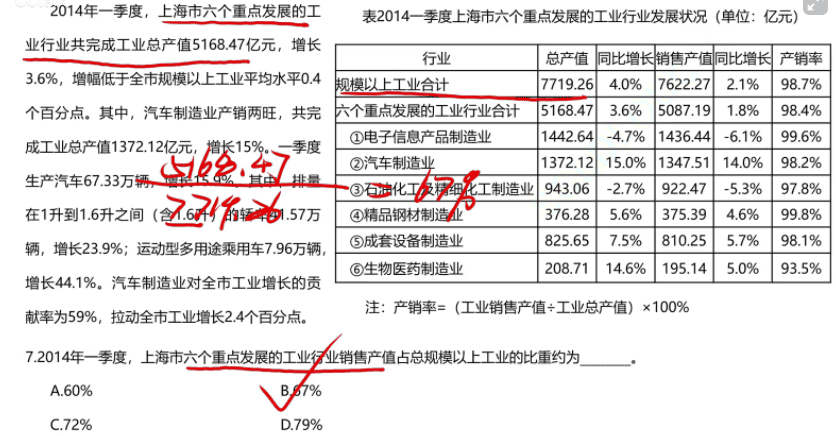 2014年一季度，上海市六个重点发展的工
业行业共完成工业总产值5168.47亿元，增长
3.6%，增幅低于全市规模以上工业平均水平0.4
个百分点。其中，汽车制造业产销两旺，共完
成工业总产值1372.12亿元，增长15%。一季度
生产汽车67.33万辆，增长15.9%，其中，排量
在1升到1.6升之间（含1.6升）的轿车41.57万
辆，增长23.9%；运动型多用途乘用车7.96万辆，
增长44.1%。汽车制造业对全市工业增长的贡
献率为59%，拉动全市工业增长2.4个百分点。
5168.47
7719.26
= 67%
表2014一季度上海市六个重点发展的工业行业发展状况（单位：亿元）
行业 总产值 同比增长 销售产值 同比增长 产销率
规模以上工业合计 7719.26 4.0% 7622.27 2.1% 98.7%
六个重点发展的工业行业合计 5168.47 3.6% 5087.19 1.8% 98.4%
①电子信息产品制造业 1442.64 -4.7% 1436.44 -6.1% 99.6%
②汽车制造业 1372.12 15.0% 1347.51 14.0% 98.2%
③石油化工及精细化工制造业 943.06 -2.7% 922.47 -5.3% 97.8%
④精品钢材制造业 376.28 5.6% 375.39 4.6% 99.8%
⑤成套设备制造业 825.65 7.5% 810.25 5.7% 98.1%
⑥生物医药制造业 208.71 14.6% 195.14 5.0% 93.5%
注：产销率=（工业销售产值÷工业总产值）×100%
7.2014年一季度，上海市六个重点发展的工业行业销售产值占总规模以上工业的比重约为______。
A.60% B.67%
C.72% D.79%